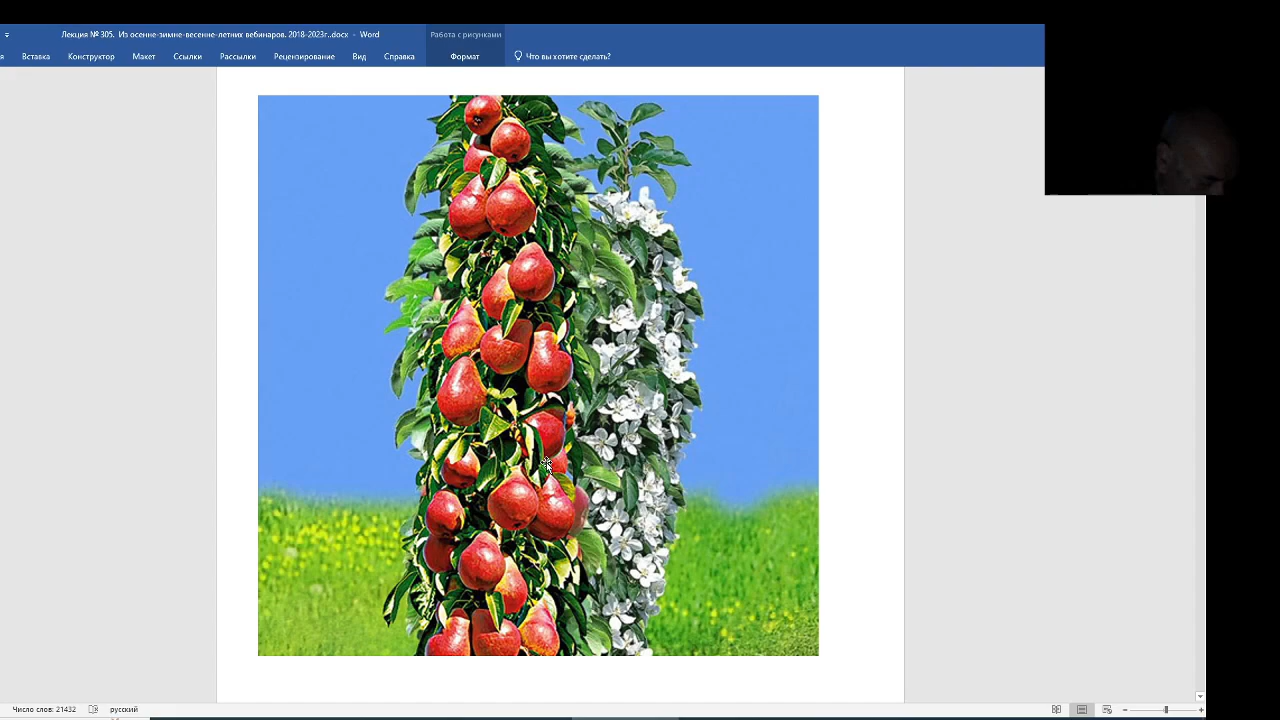 Лекция № 305. Из осенне-зимне-весенне-летних вебинаров. 2018-2023г..docx - Word
Работа с рисунками
я Вставка Конструктор Макет Ссылки Рассылки Рецензирование Вид Справка Формат Что вы хотите сделать?
Число слов: 21432 русский